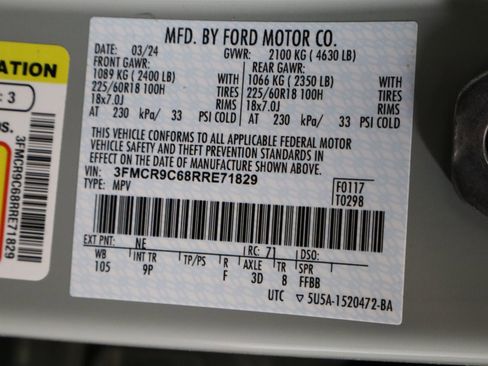 MFD. BY FORD MOTOR CO.
DATE: 03/24 GVWR: 2100 KG ( 4630 LB)
FRONT GAWR: REAR GAWR:
1089 KG ( 2400 LB) WITH 1066 KG ( 2350 LB) WITH
225/60R18 100H TIRES 225/60R18 100H TIRES
18x7.0J RIMS 18x7.0J RIMS
AT 230 kPa/ 33 PSI COLD AT 230 kPa/ 33 PSI COLD
THIS VEHICLE CONFORMS TO ALL APPLICABLE FEDERAL MOTOR
VEHICLE SAFETY AND THEFT PREVENTION STANDARDS IN
EFFECT ON THE DATE OF MANUFACTURE SHOWN ABOVE.
VIN: 3FMCR9C68RRE71829
TYPE: MPV
F0117
T0298
EXT PNT: NE RC: 71 DSO:
WB INT TR TP/PS R AXLE TR SPR
105 9P F 3D 8 FFBB
UTC ▽ 5U5A-1520472-BA
ATION
: 3
OS.
3FMCR9C68RRE71829